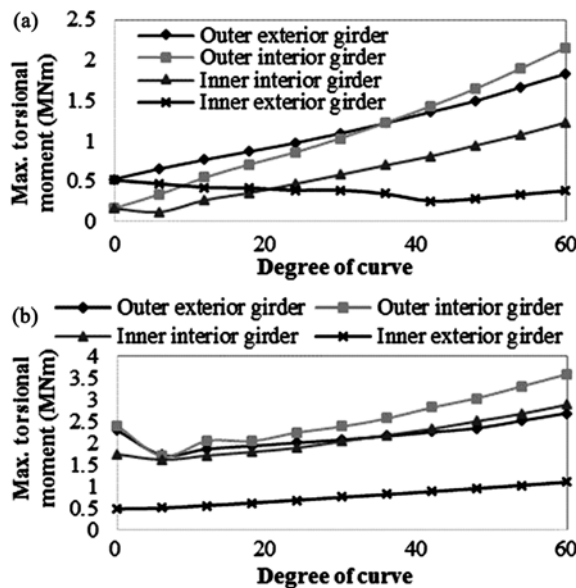 (a)
Outer exterior girder
Outer interior girder
Inner interior girder
Inner exterior girder
Max. torsional
moment (MNm)
2.5
2
1.5
1
0.5
0
0
20
40
60
Degree of curve
(b)
Outer exterior girder
Outer interior girder
Inner interior girder
Inner exterior girder
Max. torsional
moment (MNm)
4
3.5
3
2.5
2
1.5
1
0.5
0
0
20
40
60
Degree of curve